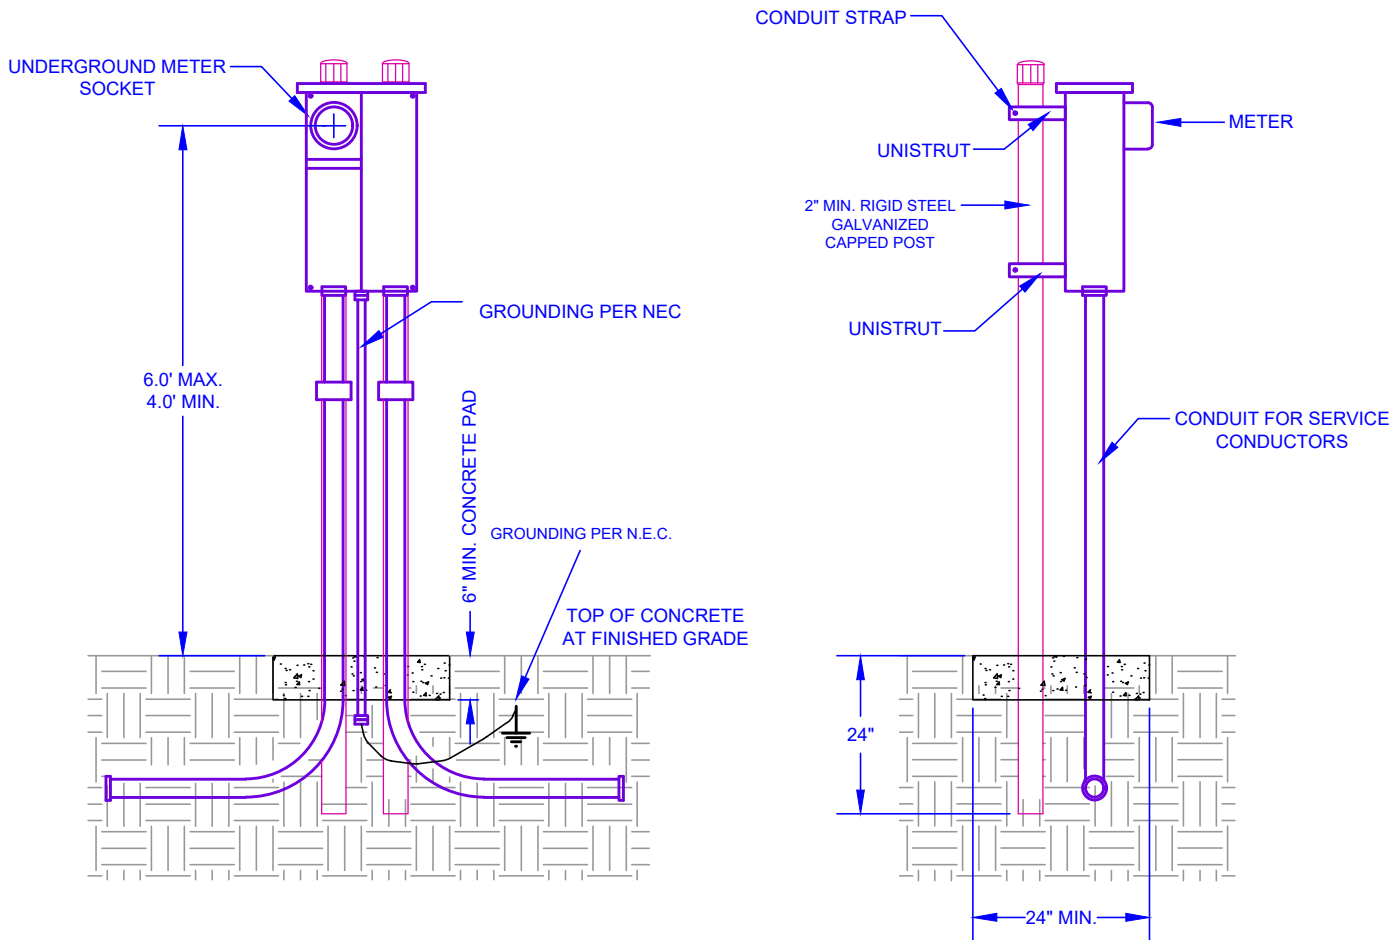 UNDERGROUND METER
SOCKET
GROUNDING PER NEC
6.0' MAX.
4.0' MIN.
6" MIN. CONCRETE PAD
GROUNDING PER N.E.C.
TOP OF CONCRETE
AT FINISHED GRADE
CONDUIT STRAP
METER
UNISTRUT
2" MIN. RIGID STEEL
GALVANIZED
CAPPED POST
UNISTRUT
CONDUIT FOR SERVICE
CONDUCTORS
24"
24" MIN.